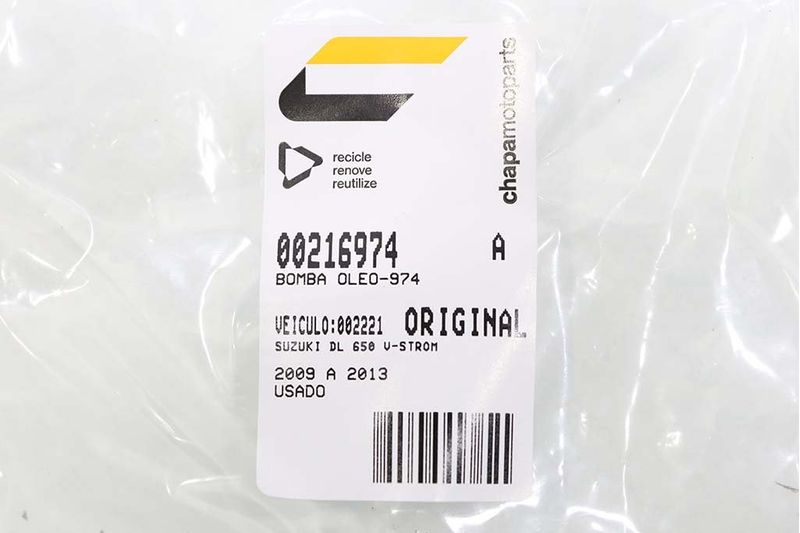 chapamotoparts
recicle
renove
reutilize
00216974 A
BOMBA OLEO-974
VEICULO:002221 ORIGINAL
SUZUKI DL 650 V-STROM
2009 A 2013
USADO